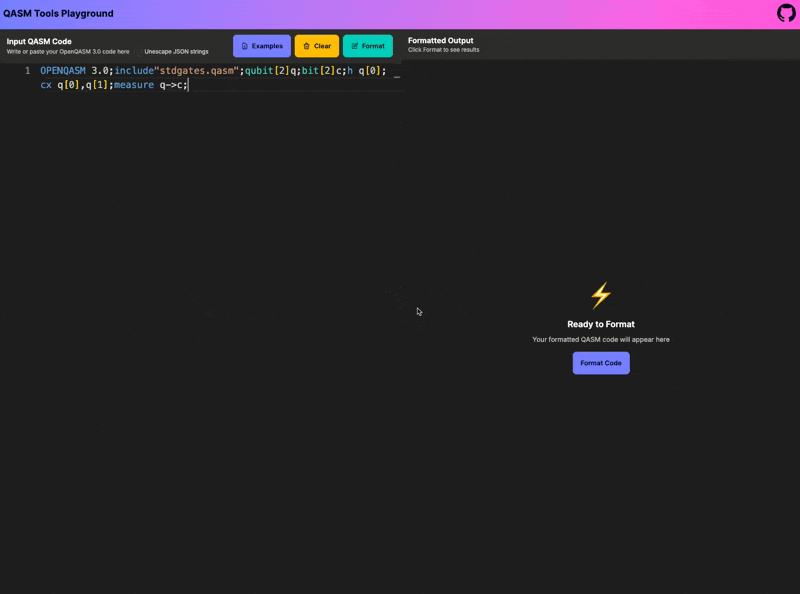 QASM Tools Playground
Input QASM Code
Write or paste your OpenQASM 3.0 code here
Unescape JSON strings
Examples
Clear
Format
Formatted Output
Click Format to see results
1
OPENQASM 3.0;include"stdgates.qasm";qubit[2]q;bit[2]c;h q[0];
cx q[0],q[1];measure q->c;
Ready to Format
Your formatted QASM code will appear here
Format Code